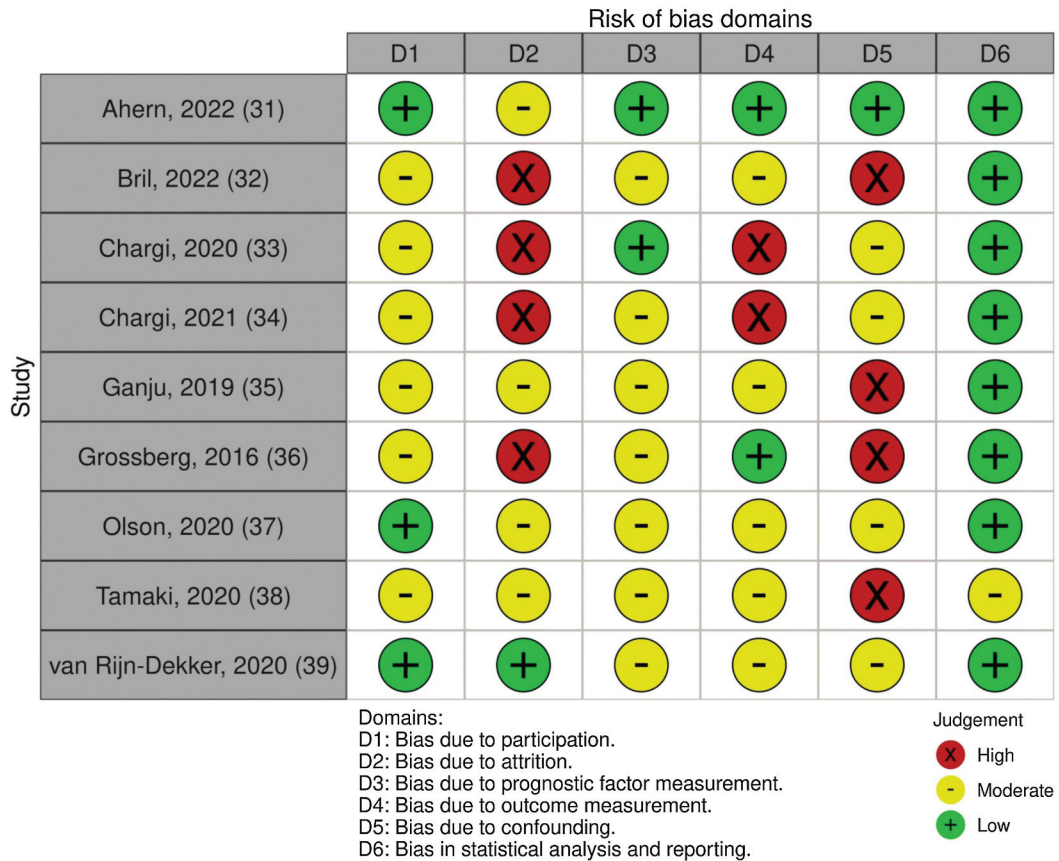 Risk of bias domains
D1 D2 D3 D4 D5 D6
Study
Ahern, 2022 (31) + - + + + +
Bril, 2022 (32) - X - - X +
Chargi, 2020 (33) - X + X - +
Chargi, 2021 (34) - X - X - +
Ganju, 2019 (35) - - - - X +
Grossberg, 2016 (36) - X - + X +
Olson, 2020 (37) + - - - - +
Tamaki, 2020 (38) - - - - X -
van Rijn-Dekker, 2020 (39) + + - - - +
Domains:
D1: Bias due to participation.
D2: Bias due to attrition.
D3: Bias due to prognostic factor measurement.
D4: Bias due to outcome measurement.
D5: Bias due to confounding.
D6: Bias in statistical analysis and reporting.
Judgement
X High
- Moderate
+ Low